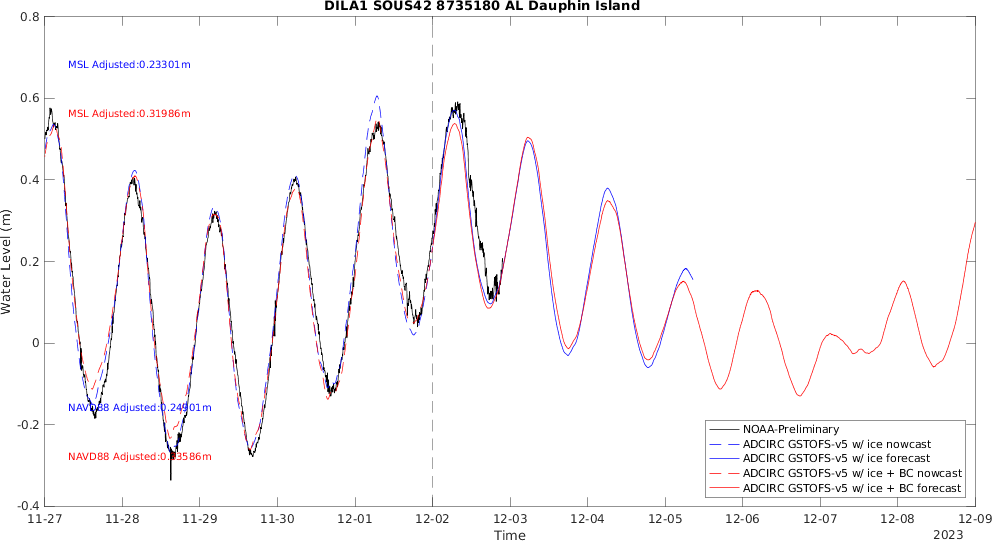 DILA1 SOUS42 8735180 AL Dauphin Island
0.8
0.6
0.4
0.2
0
-0.2
-0.4
Water Level (m)
MSL Adjusted:0.23301m
MSL Adjusted:0.31986m
NAVD88 Adjusted:0.24901m
NAVD88 Adjusted:0.33586m
NOAA-Preliminary
ADCIRC GSTOFS-v5 w/ ice nowcast
ADCIRC GSTOFS-v5 w/ ice forecast
ADCIRC GSTOFS-v5 w/ ice + BC nowcast
ADCIRC GSTOFS-v5 w/ ice + BC forecast
11-27 11-28 11-29 11-30 12-01 12-02 12-03 12-04 12-05 12-06 12-07 12-08 12-09
Time
2023